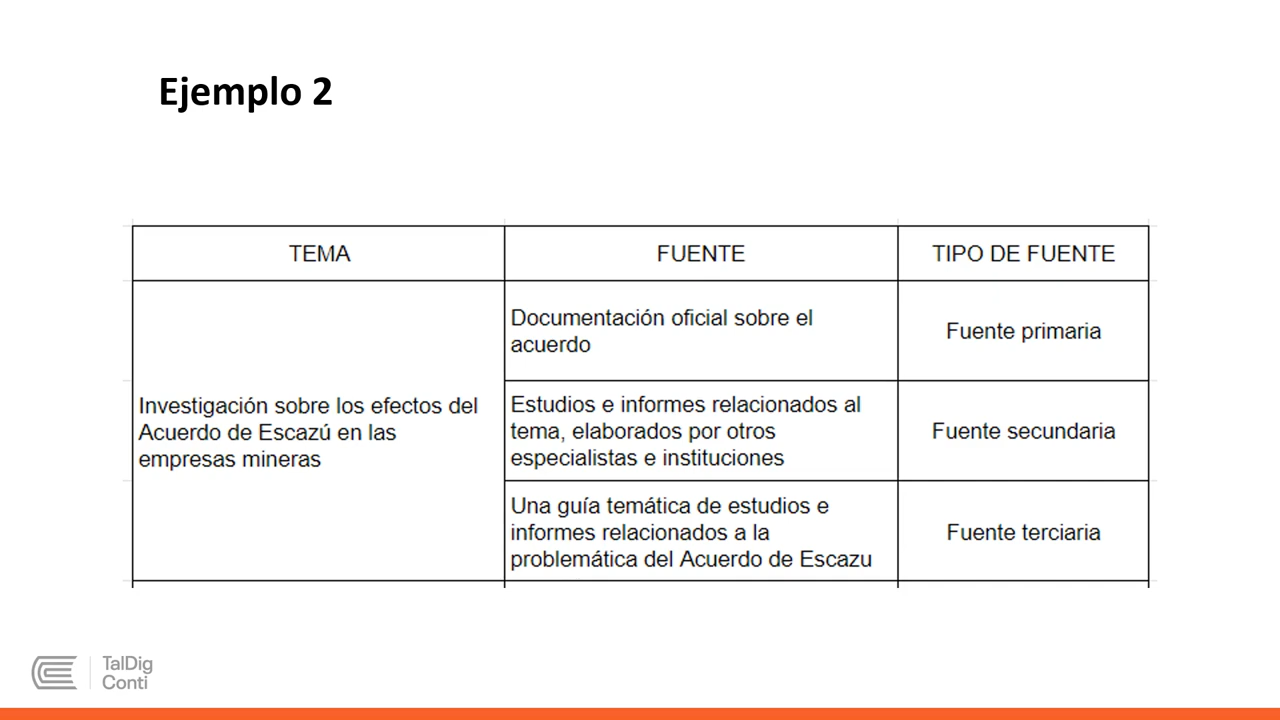 Ejemplo 2
TEMA
FUENTE
TIPO DE FUENTE
Investigación sobre los efectos del
Acuerdo de Escazú en las
empresas mineras
Documentación oficial sobre el
acuerdo
Fuente primaria
Estudios e informes relacionados al
tema, elaborados por otros
especialistas e instituciones
Fuente secundaria
Una guía temática de estudios e
informes relacionados a la
problemática del Acuerdo de Escazu
Fuente terciaria
TalDig
Conti